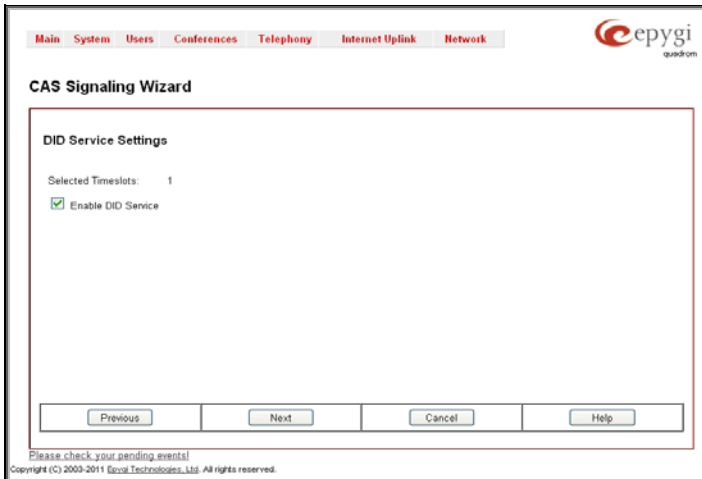 Main System Users Conferences Telephony Internet Uplink Network
epygi
quadrom
CAS Signaling Wizard
DID Service Settings
Selected Timeslots: 1
Enable DID Service
Previous Next Cancel Help
Please check your pending events!
Copyright (C) 2003-2011 Epygi Technologies, Ltd. All rights reserved.